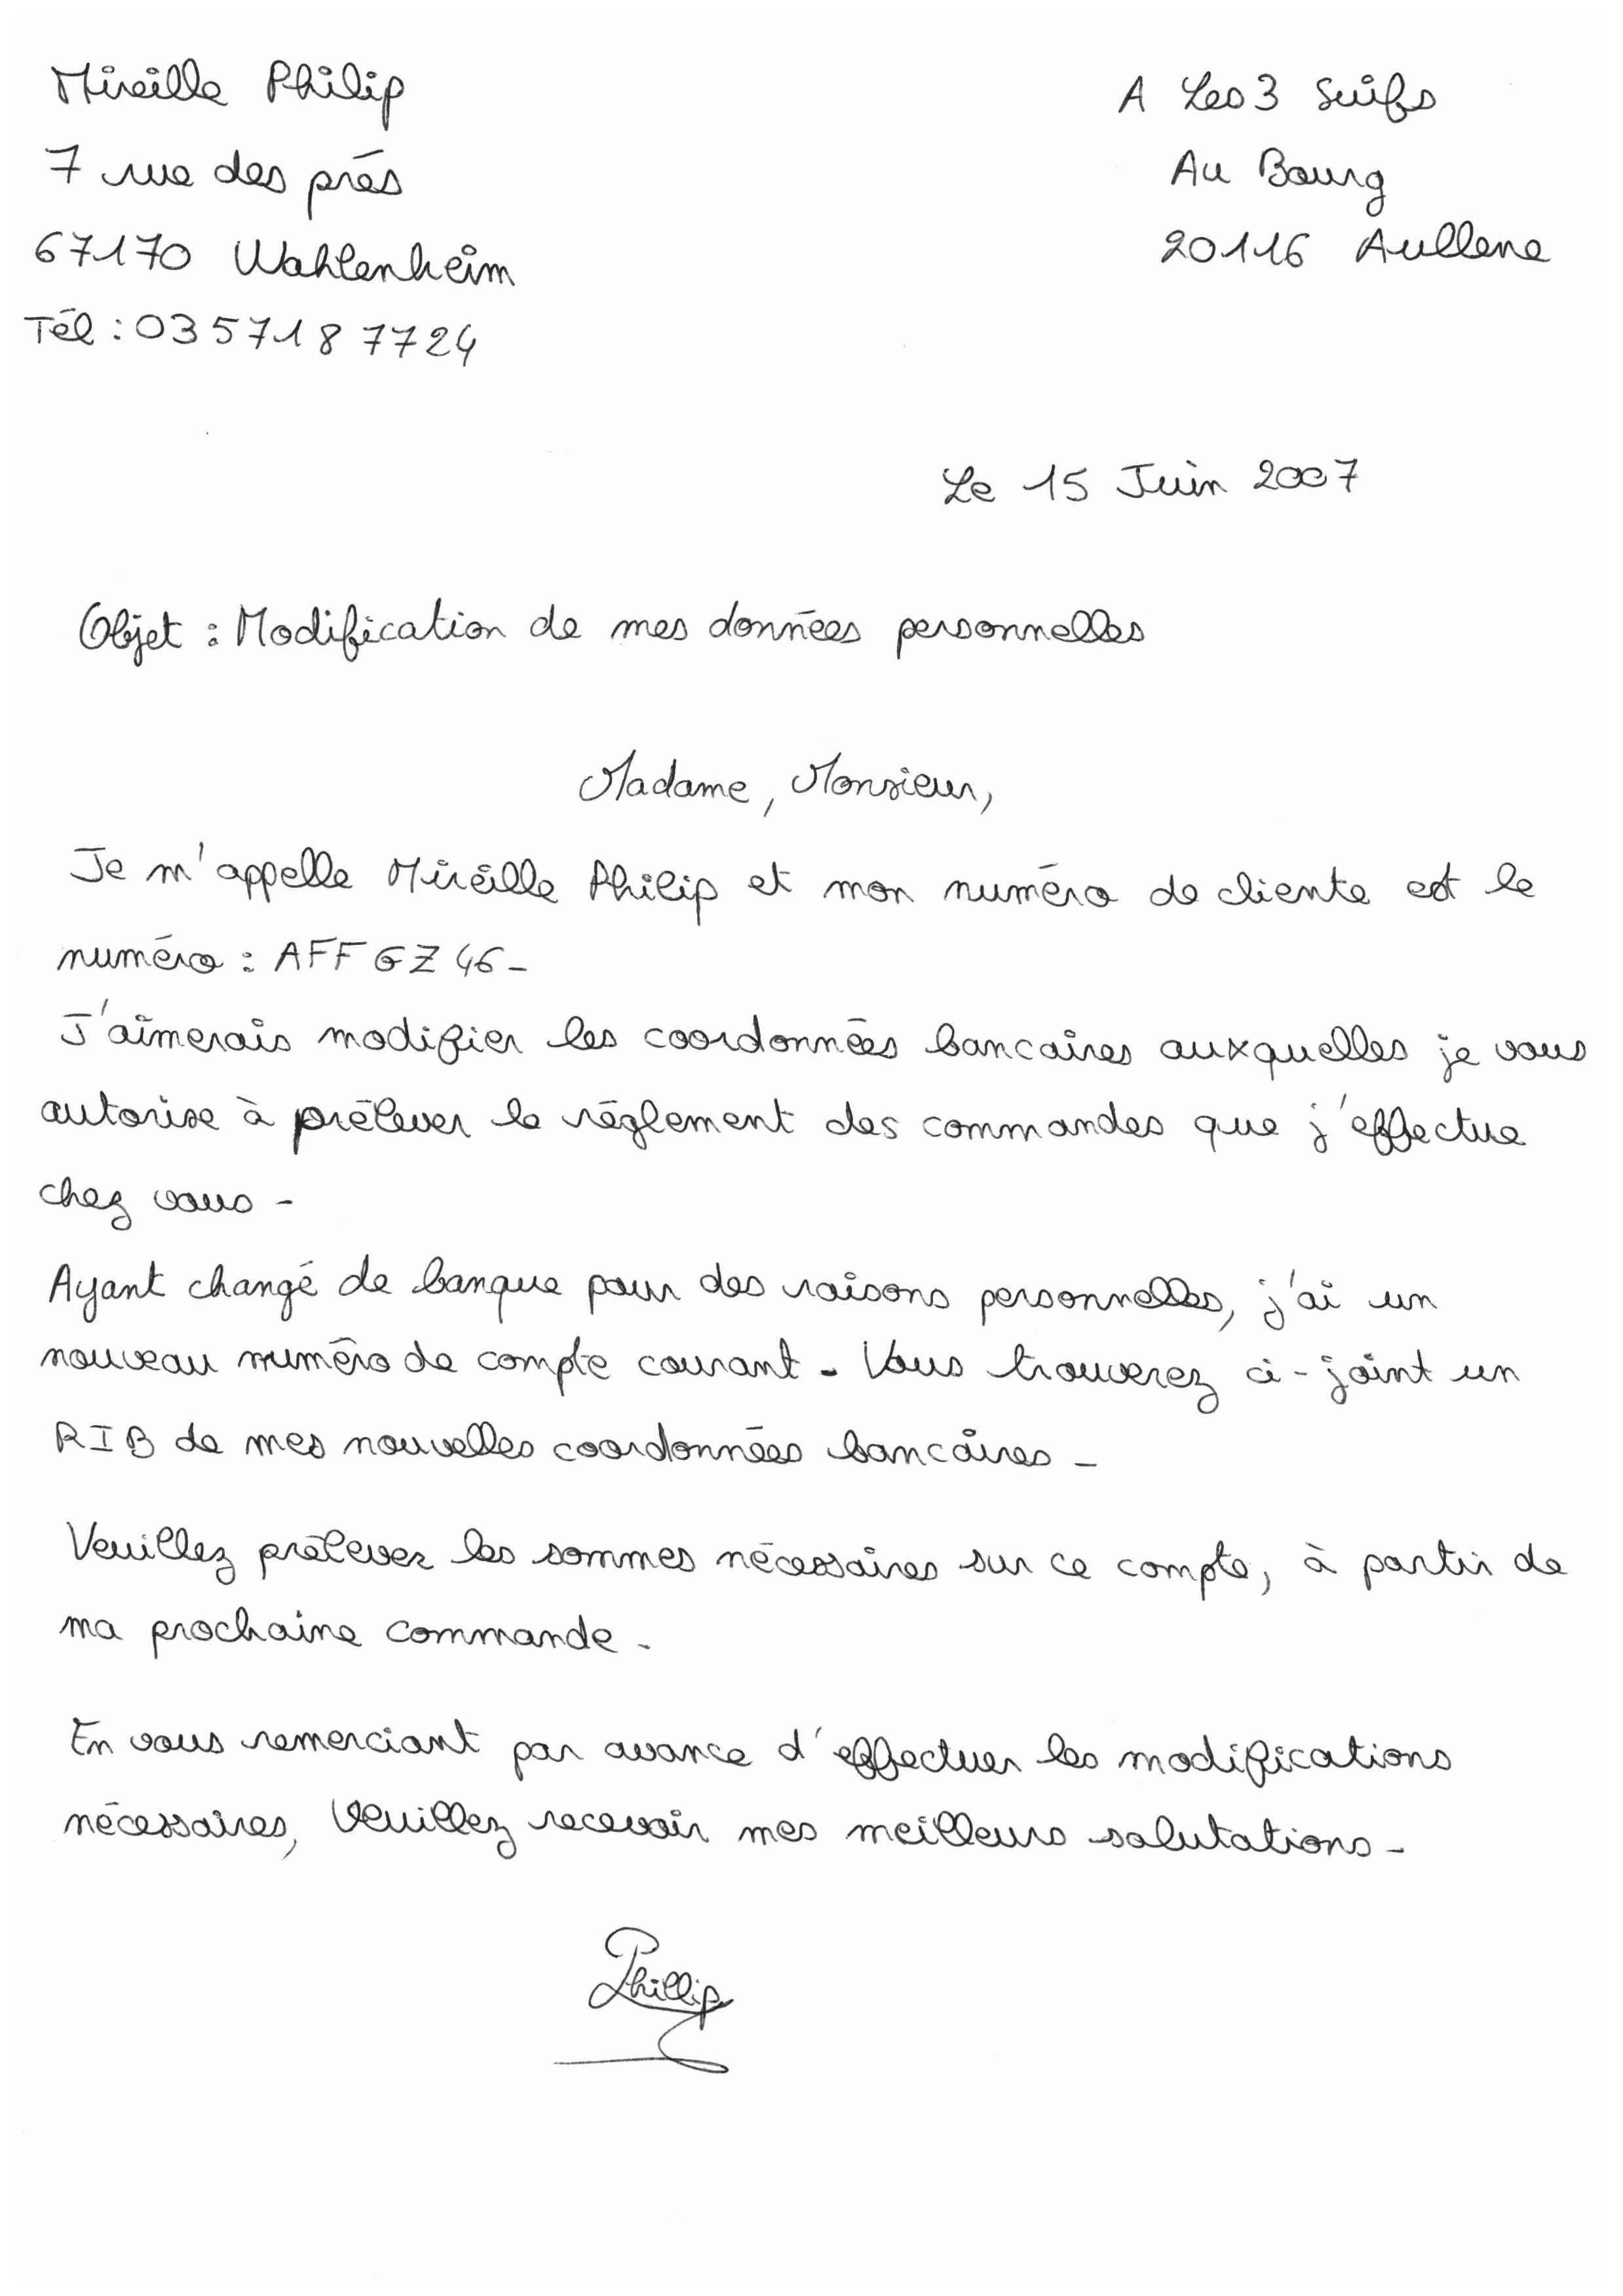 Mireille Philip
7 rue des prés
67170 Wahlenheim
Tél : 03 57 18 77 24
A Les 3 Suifs
Au Bourg
20116 Aullene
Le 15 Juin 2007
Objet : Modification de mes données personnelles
Madame, Monsieur,
Je m'appelle Mireille Philip et mon numéro de cliente est le
numéro : AFFGZ46-
J'aimerais modifier les coordonnées bancaires auxquelles je vous
autorise à prélever le réglement des commandes que j'effectue
chez vous -
Ayant changé de banque pour des raisons personnelles, j'ai un
nouveau numéro de compte courant - Vous trouverez ci-joint un
RIB de mes nouvelles coordonnées bancaires -
Veuillez prélever les sommes nécessaires sur ce compte, à partir de
ma prochaine commande -
En vous remerciant par avance d'effectuer les modifications
nécessaires, Veuillez recevoir mes meilleurs salutations -
Phillip